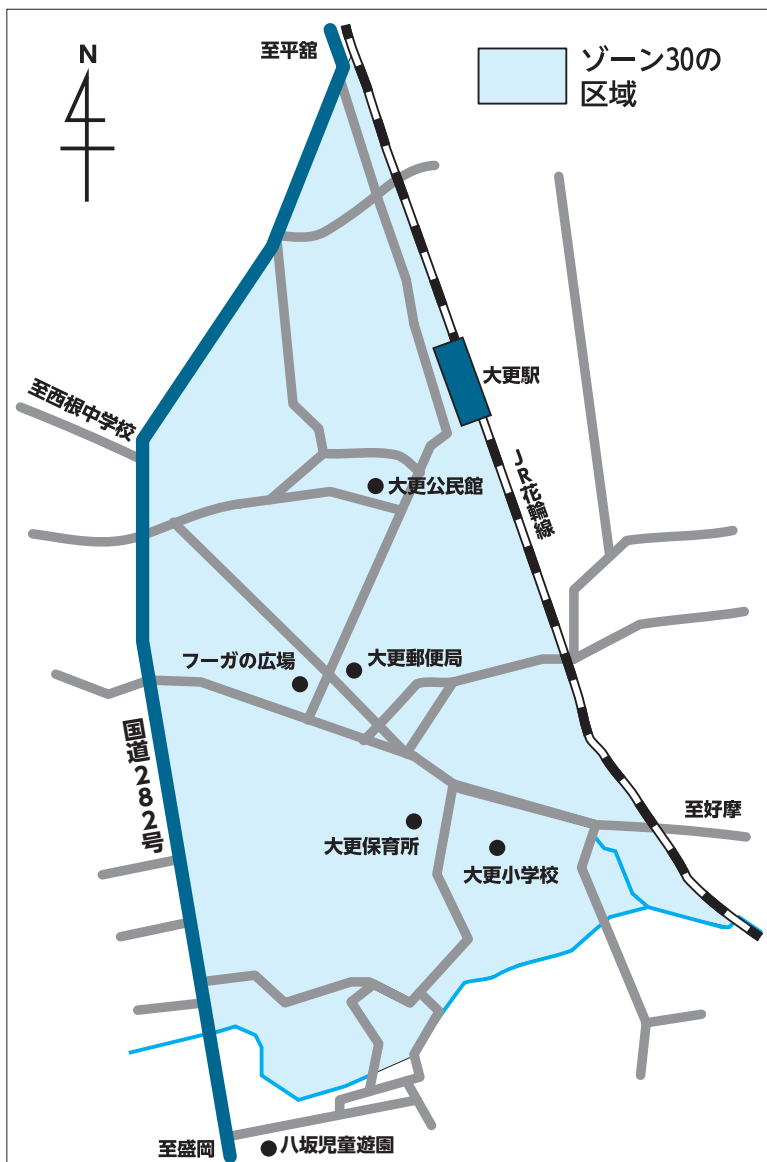 至平舘
N
ゾーン30の
区域
大更駅
至西根中学校
JR花輪線
大更公民館
大更郵便局
フーガの広場
国道282号
至好摩
大更保育所
大更小学校
至盛岡
八坂児童遊園